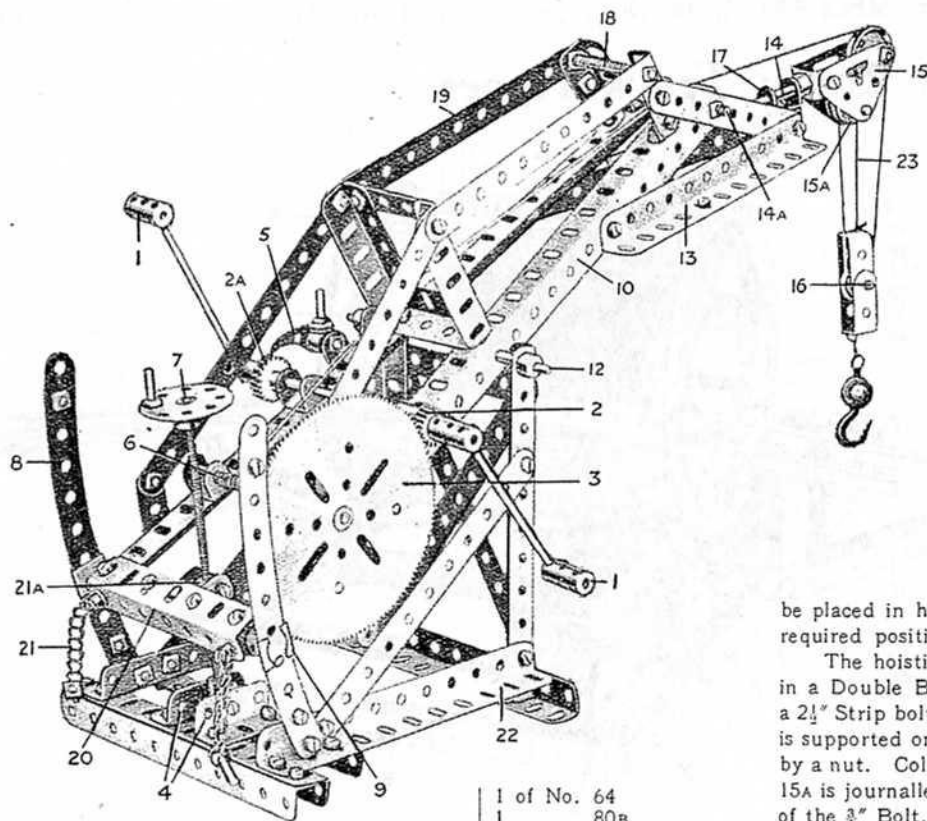 18
14
17
15
19
15A
23
14A
1
5
13
2A
10
16
7
12
2
6
8
3
21A
1
21
22
20
4
9
be placed in h
required positi
The hoisti
in a Double B
a 2½" Strip bolt
is supported or
by a nut. Col
15A is journalle
of the ¾" Bolt.
1 of No. 64
1 80B